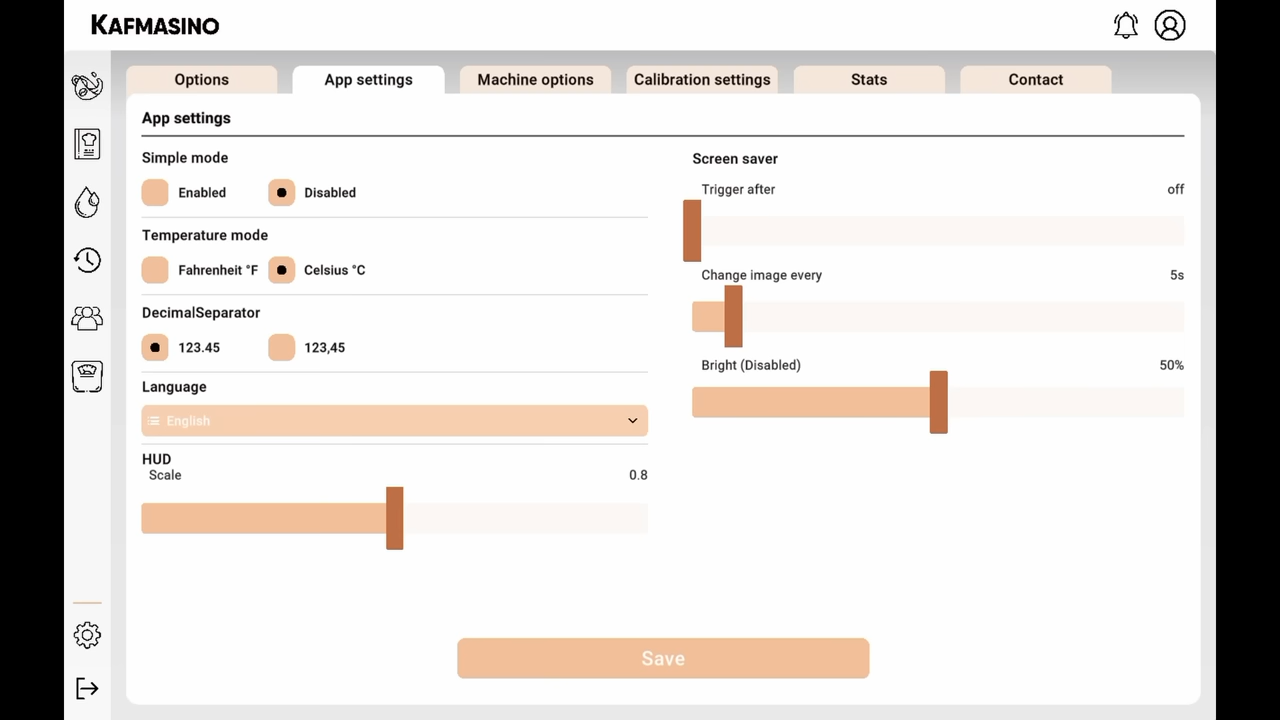 KAFMASINO
Options
App settings
Machine options
Calibration settings
Stats
Contact
App settings
Simple mode
Enabled
Disabled
Temperature mode
Fahrenheit °F
Celsius °C
DecimalSeparator
123.45
123,45
Language
English
HUD
Scale
0.8
Screen saver
Trigger after
off
Change image every
5s
Bright (Disabled)
50%
Save